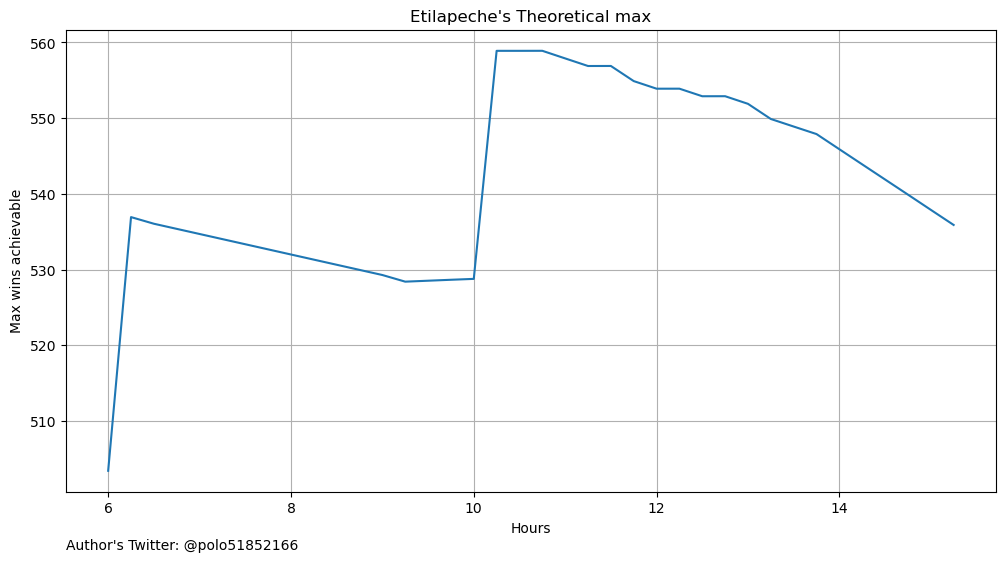 Etilapeche's Theoretical max
Max wins achievable
560
550
540
530
520
510
6
8
10
12
14
Hours
Author's Twitter: @polo51852166